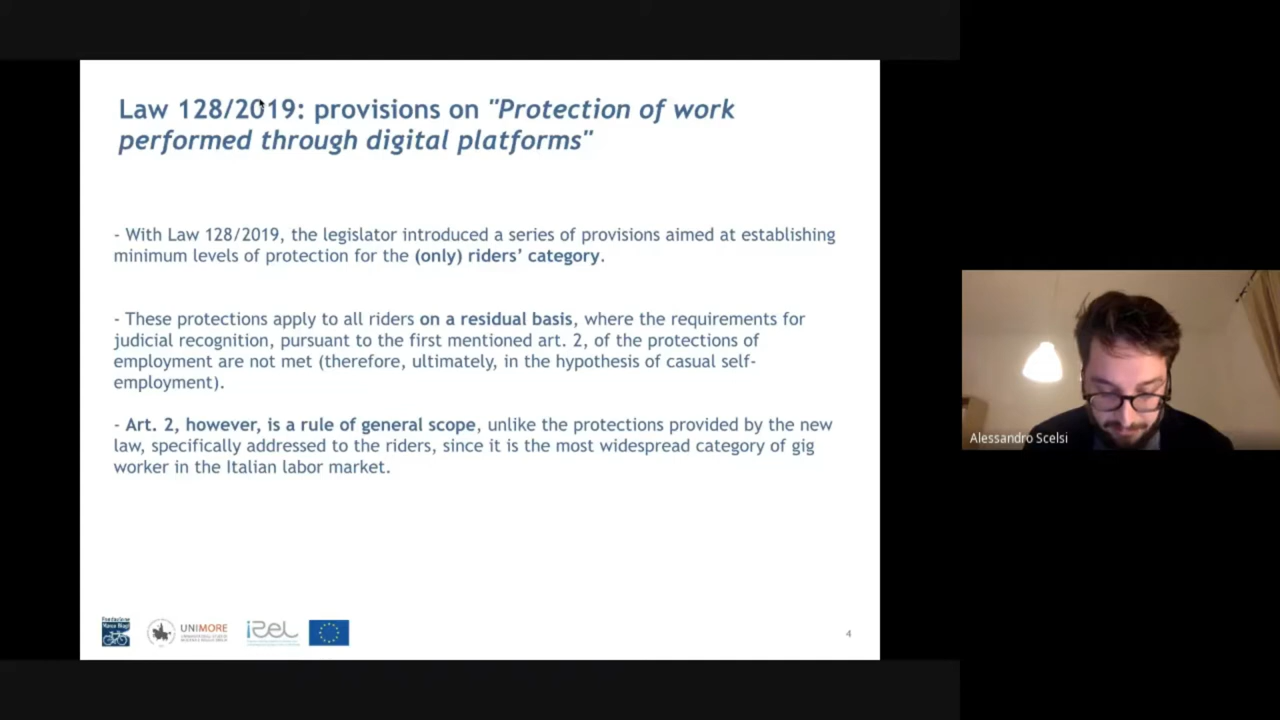 Law 128/2019: provisions on "Protection of work
performed through digital platforms"
- With Law 128/2019, the legislator introduced a series of provisions aimed at establishing
minimum levels of protection for the (only) riders’ category.
- These protections apply to all riders on a residual basis, where the requirements for
judicial recognition, pursuant to the first mentioned art. 2, of the protections of
employment are not met (therefore, ultimately, in the hypothesis of casual self-
employment).
- Art. 2, however, is a rule of general scope, unlike the protections provided by the new
law, specifically addressed to the riders, since it is the most widespread category of gig
worker in the Italian labor market.
Alessandro Scelsi
Fondazione
Marco Biagi
UNIMORE
iRel
4